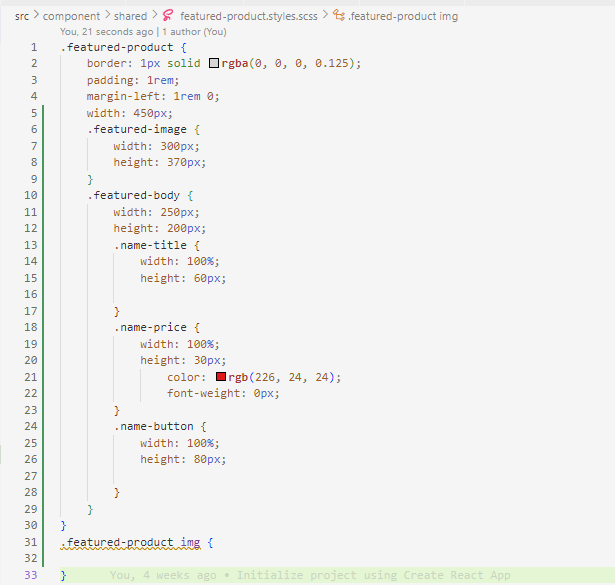 src > component > shared > featured-product.styles.scss > .featured-product img
You, 21 seconds ago | 1 author (You)
1 .featured-product {
2 border: 1px solid rgba(0, 0, 0, 0.125);
3 padding: 1rem;
4 margin-left: 1rem 0;
5 width: 450px;
6 .featured-image {
7 width: 300px;
8 height: 370px;
9 }
10 .featured-body {
11 width: 250px;
12 height: 200px;
13 .name-title {
14 width: 100%;
15 height: 60px;
16
17 }
18 .name-price {
19 width: 100%;
20 height: 30px;
21 color: rgb(226, 24, 24);
22 font-weight: 0px;
23 }
24 .name-button {
25 width: 100%;
26 height: 80px;
27
28 }
29 }
30 }
31 .featured-product img {
32
33 } You, 4 weeks ago • Initialize project using Create React App